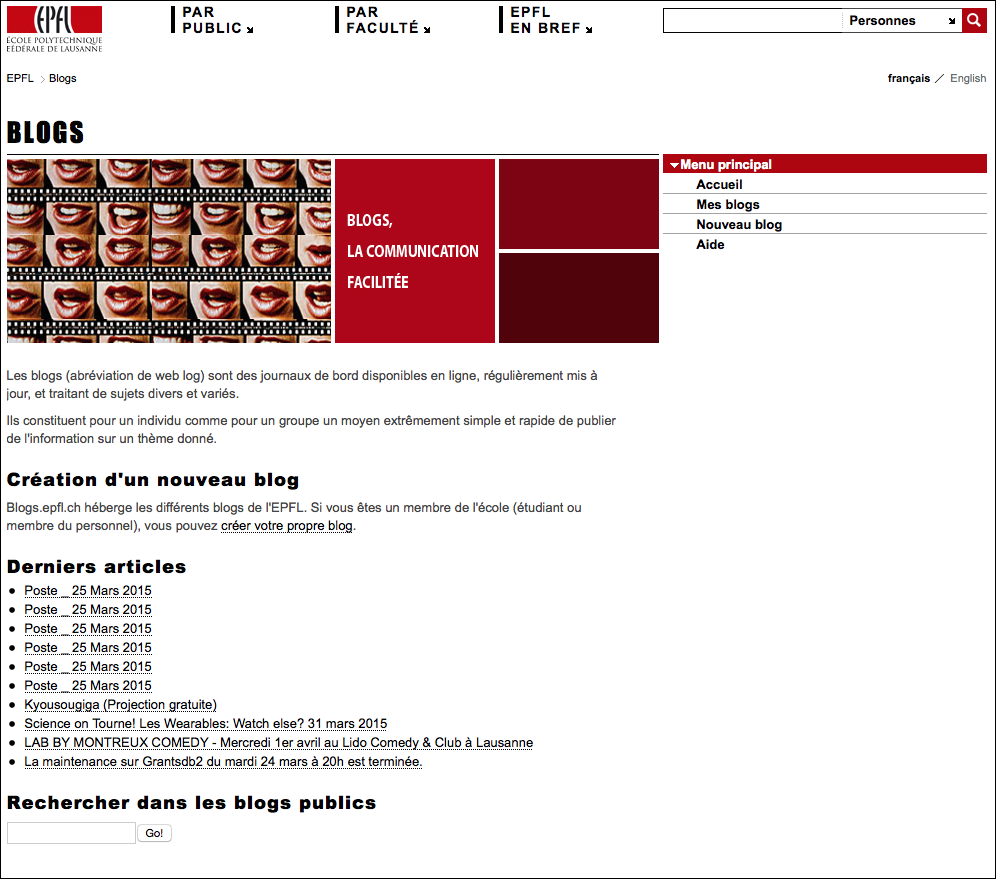 EPFL
ÉCOLE POLYTECHNIQUE
FÉDÉRALE DE LAUSANNE
PAR
PUBLIC
PAR
FACULTÉ
EPFL
EN BREF
Personnes
EPFL > Blogs
français / English
BLOGS
BLOGS,
LA COMMUNICATION
FACILITÉE
Menu principal
Accueil
Mes blogs
Nouveau blog
Aide
Les blogs (abréviation de web log) sont des journaux de bord disponibles en ligne, régulièrement mis à
jour, et traitant de sujets divers et variés.
Ils constituent pour un individu comme pour un groupe un moyen extrêmement simple et rapide de publier
de l'information sur un thème donné.
Création d'un nouveau blog
Blogs.epfl.ch héberge les différents blogs de l'EPFL. Si vous êtes un membre de l'école (étudiant ou
membre du personnel), vous pouvez créer votre propre blog.
Derniers articles
Poste _ 25 Mars 2015
Poste _ 25 Mars 2015
Poste _ 25 Mars 2015
Poste _ 25 Mars 2015
Poste _ 25 Mars 2015
Poste _ 25 Mars 2015
Kyousougiga (Projection gratuite)
Science on Tourne! Les Wearables: Watch else? 31 mars 2015
LAB BY MONTREUX COMEDY - Mercredi 1er avril au Lido Comedy & Club à Lausanne
La maintenance sur Grantsdb2 du mardi 24 mars à 20h est terminée.
Rechercher dans les blogs publics
Go!